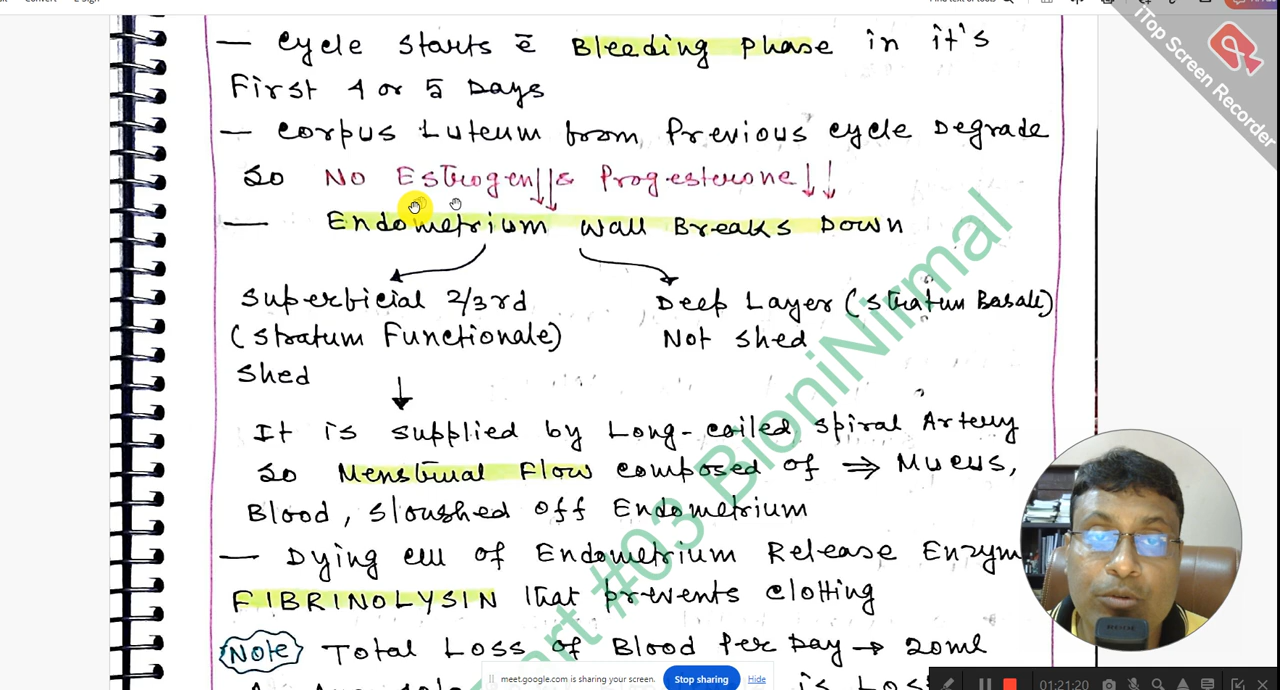 iTop Screen Recorder
— Cycle Starts c̄ Bleeding Phase in it's
First 4 or 5 Days
— Corpus Luteum from Previous cycle Degrade
So No Estrogen↓↓ & Progesterone↓↓
— Endometrium Wall Breaks Down
Superficial 2/3rd
(Stratum Functionale)
Shed
Deep Layer (Stratum Basale)
Not shed
It is supplied by Long-coiled spiral Artery
So Menstrual Flow composed of ⇒ Mucus,
Blood, sloushed off Endometrium
— Dying cell of Endometrium Release Enzym
FIBRINOLYSIN that prevents clotting
Note Total Loss of Blood Per Day → 20ml
#03 BioniNirmal
meet.google.com is sharing your screen.
Stop sharing
Hide
01:21:20